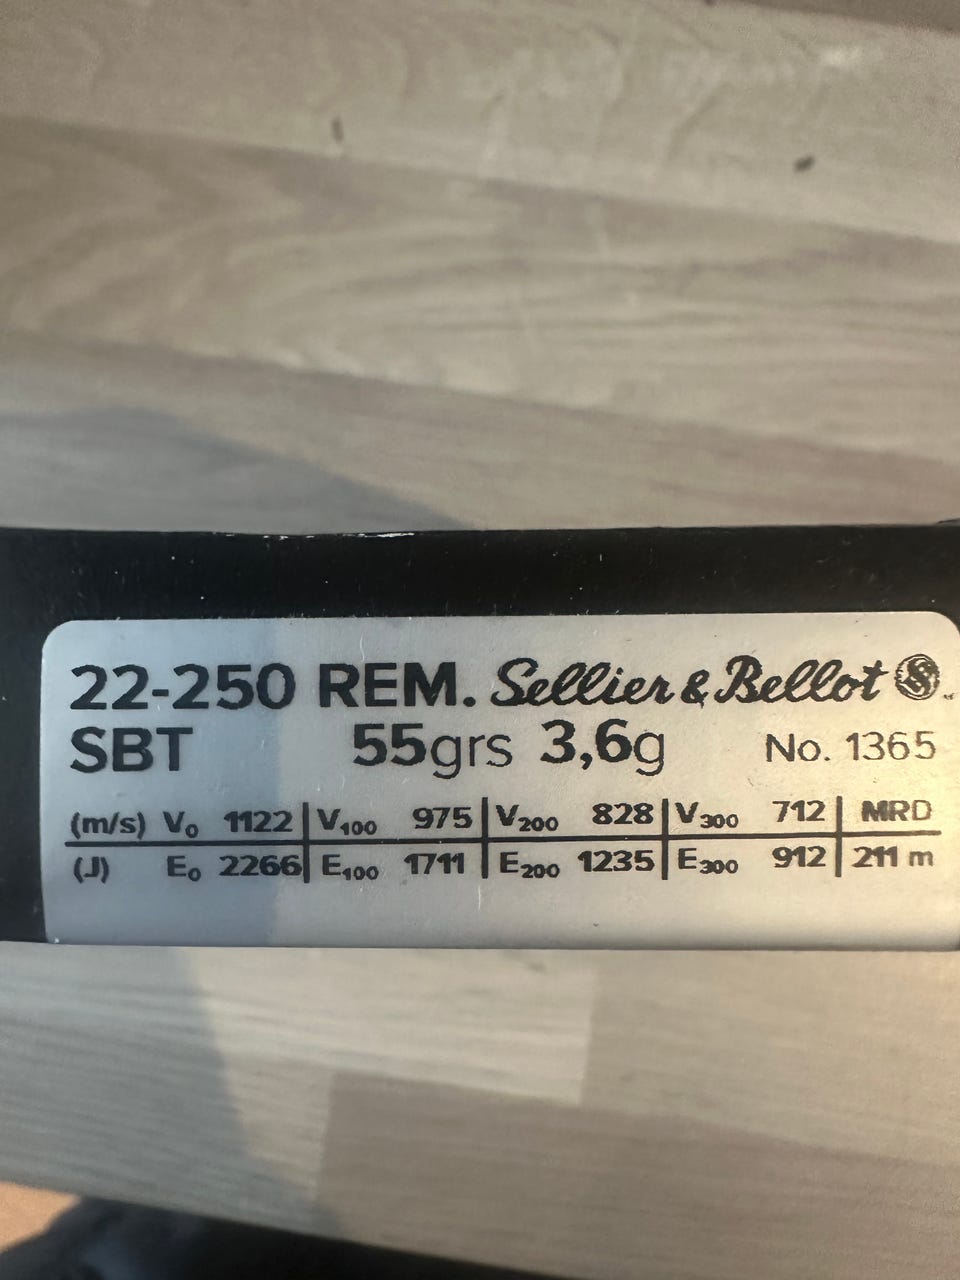 22-250 REM. Sellier & Bellot
SBT 55grs 3,6g No. 1365
(m/s) V₀ 1122 | V₁₀₀ 975 | V₂₀₀ 828 | V₃₀₀ 712 | MRD
(J) E₀ 2266 | E₁₀₀ 1711 | E₂₀₀ 1235 | E₃₀₀ 912 | 211 m